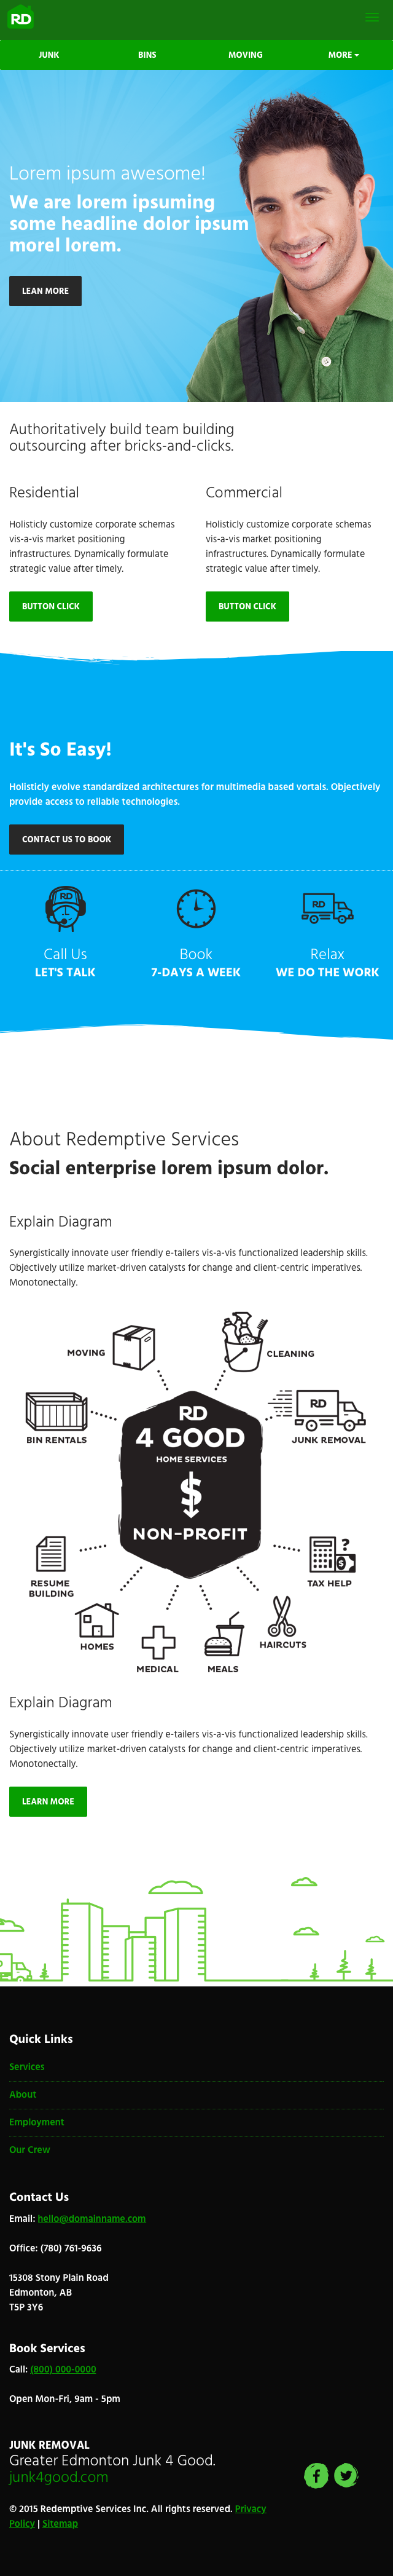 RD
JUNK
BINS
MOVING
MORE
Lorem ipsum awesome!
We are lorem ipsuming
some headline dolor ipsum
morel lorem.
LEAN MORE
Authoritatively build team building
outsourcing after bricks-and-clicks.
Residential
Holisticly customize corporate schemas
vis-a-vis market positioning
infrastructures. Dynamically formulate
strategic value after timely.
BUTTON CLICK
Commercial
Holisticly customize corporate schemas
vis-a-vis market positioning
infrastructures. Dynamically formulate
strategic value after timely.
BUTTON CLICK
It's So Easy!
Holisticly evolve standardized architectures for multimedia based vortals. Objectively
provide access to reliable technologies.
CONTACT US TO BOOK
RD
Call Us
LET'S TALK
Book
7-DAYS A WEEK
RD
Relax
WE DO THE WORK
About Redemptive Services
Social enterprise lorem ipsum dolor.
Explain Diagram
Synergistically innovate user friendly e-tailers vis-a-vis functionalized leadership skills.
Objectively utilize market-driven catalysts for change and client-centric imperatives.
Monotonectally.
MOVING
CLEANING
BIN RENTALS
RD
JUNK REMOVAL
RD
4 GOOD
HOME SERVICES
$
NON-PROFIT
RESUME
BUILDING
?
TAX HELP
HOMES
MEDICAL
MEALS
HAIRCUTS
Explain Diagram
Synergistically innovate user friendly e-tailers vis-a-vis functionalized leadership skills.
Objectively utilize market-driven catalysts for change and client-centric imperatives.
Monotonectally.
LEARN MORE
Quick Links
Services
About
Employment
Our Crew
Contact Us
Email: hello@domainname.com
Office: (780) 761-9636
15308 Stony Plain Road
Edmonton, AB
T5P 3Y6
Book Services
Call: (800) 000-0000
Open Mon-Fri, 9am - 5pm
JUNK REMOVAL
Greater Edmonton Junk 4 Good.
junk4good.com
© 2015 Redemptive Services Inc. All rights reserved. Privacy
Policy | Sitemap